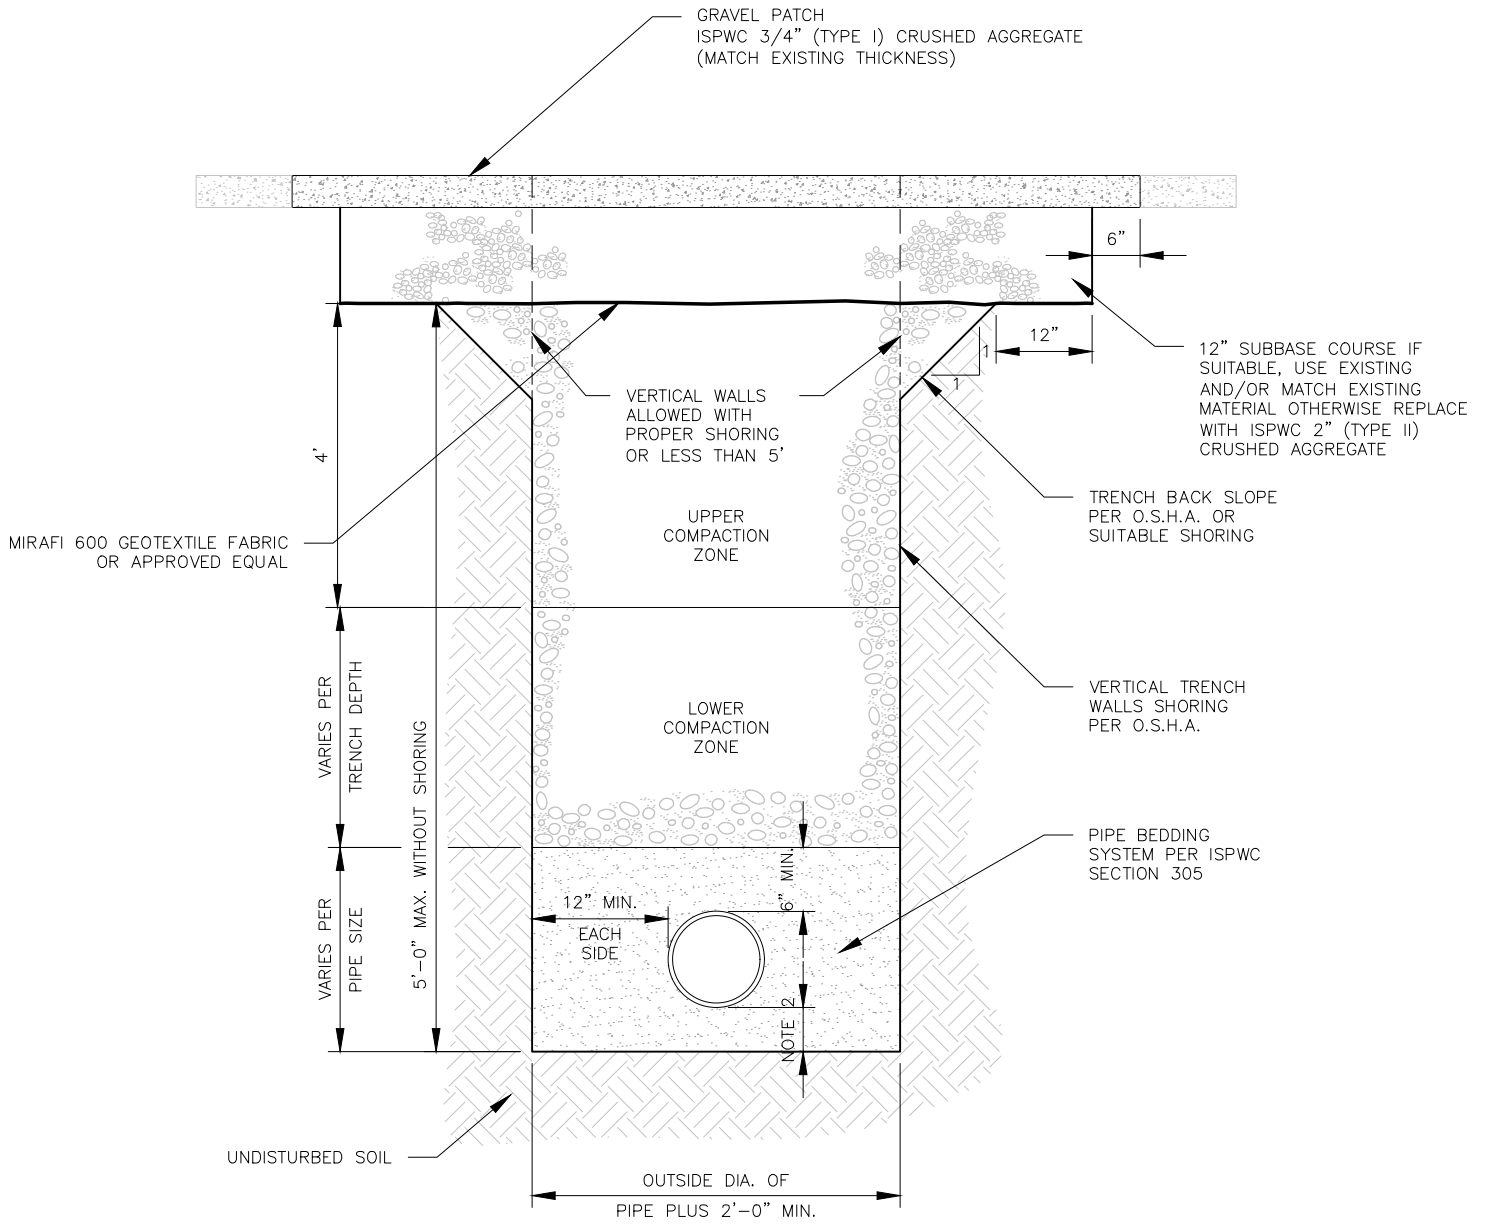 GRAVEL PATCH
ISPWC 3/4" (TYPE I) CRUSHED AGGREGATE
(MATCH EXISTING THICKNESS)
6"
12"
1
1
12" SUBBASE COURSE IF
SUITABLE, USE EXISTING
AND/OR MATCH EXISTING
MATERIAL OTHERWISE REPLACE
WITH ISPWC 2" (TYPE II)
CRUSHED AGGREGATE
VERTICAL WALLS
ALLOWED WITH
PROPER SHORING
OR LESS THAN 5'
4'
TRENCH BACK SLOPE
PER O.S.H.A. OR
SUITABLE SHORING
MIRAFI 600 GEOTEXTILE FABRIC
OR APPROVED EQUAL
UPPER
COMPACTION
ZONE
VARIES PER
TRENCH DEPTH
5'-0" MAX. WITHOUT SHORING
LOWER
COMPACTION
ZONE
VERTICAL TRENCH
WALLS SHORING
PER O.S.H.A.
PIPE BEDDING
SYSTEM PER ISPWC
SECTION 305
VARIES PER
PIPE SIZE
12" MIN.
EACH
SIDE
6" MIN.
NOTE 2
UNDISTURBED SOIL
OUTSIDE DIA. OF
PIPE PLUS 2'-0" MIN.